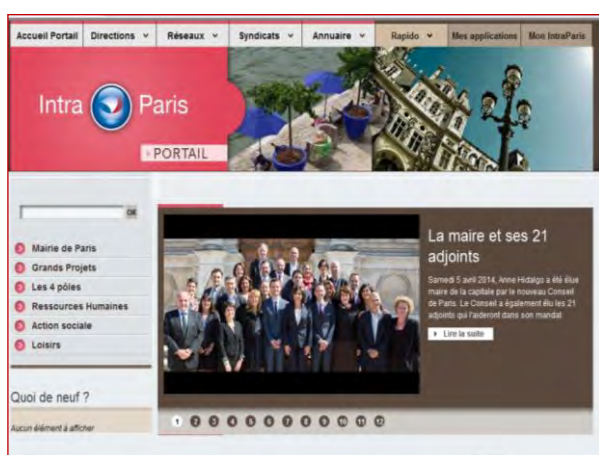 Accueil Portail
Directions
Réseaux
Syndicats
Annuaire
Rapido
Mes applications
Mon IntraParis
Intra Paris
PORTAIL
OK
Mairie de Paris
Grands Projets
Les 4 pôles
Ressources Humaines
Action sociale
Loisirs
Quoi de neuf ?
Aucun élément à afficher
La maire et ses 21
adjoints
Samedi 5 avril 2014, Anne Hidalgo a été élue
maire de la capitale par le nouveau Conseil
de Paris. Le Conseil a également élu les 21
adjoints qui l'aideront dans son mandat
Lire la suite
1 2 3 4 5 6 7 8 9 10 11 12